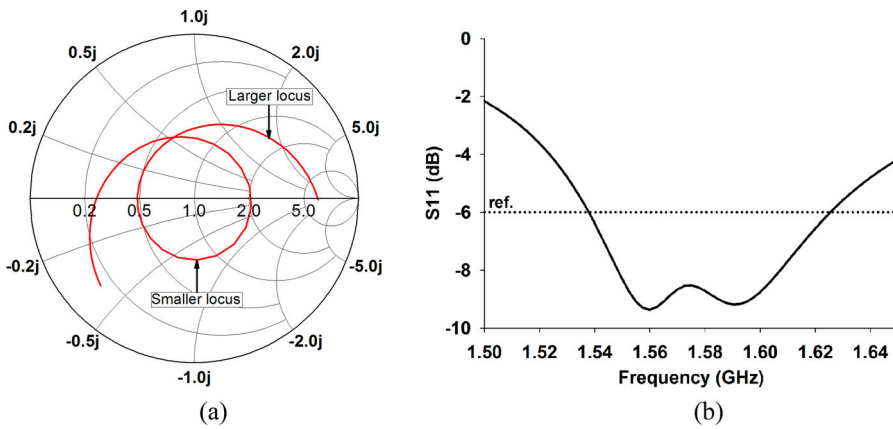 1.0j
0.5j
2.0j
Larger locus
0.2j
5.0j
0.2
0.5
1.0
2.0
5.0
-0.2j
-5.0j
Smaller locus
-0.5j
-2.0j
-1.0j
(a)
0
-2
-4
-6
-8
-10
S11 (dB)
ref.
1.50
1.52
1.54
1.56
1.58
1.60
1.62
1.64
Frequency (GHz)
(b)